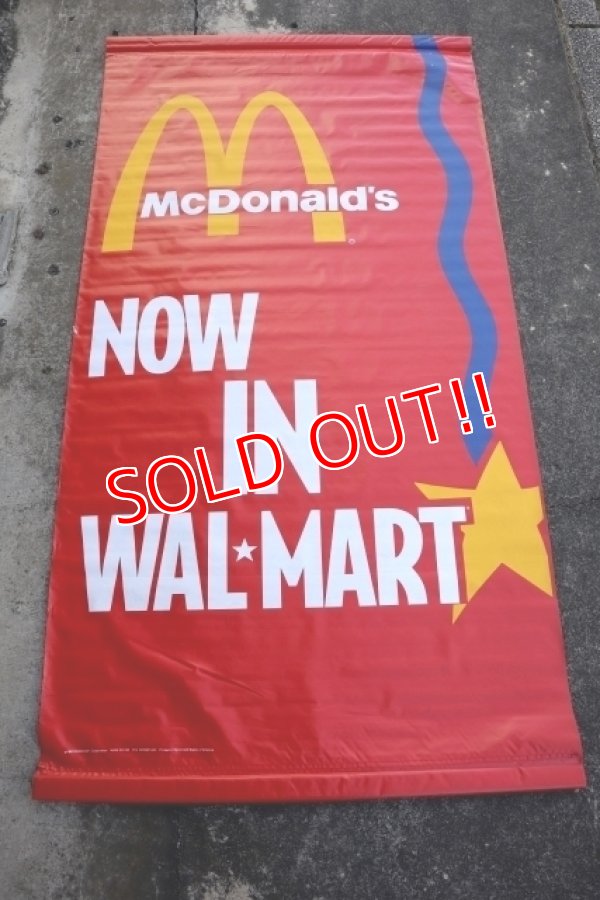 McDonald's
NOW
IN
SOLD OUT!!
WAL★MART